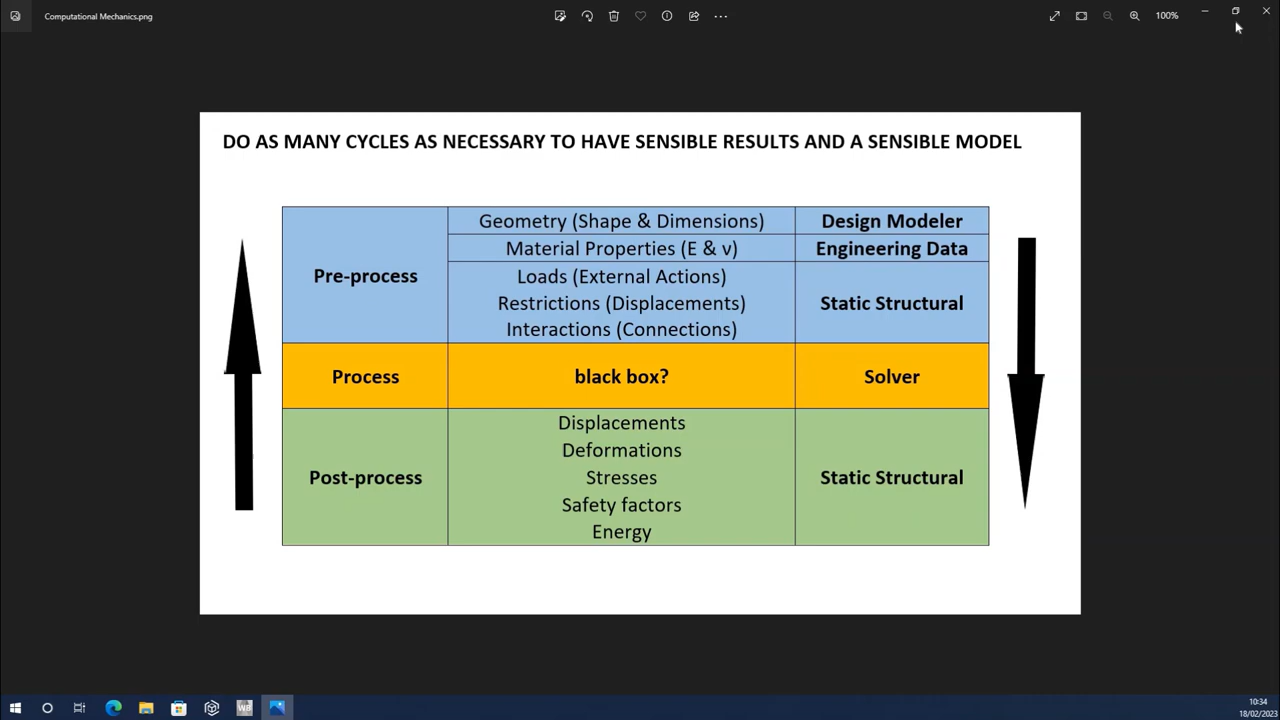 Computational Mechanics.png
100%
DO AS MANY CYCLES AS NECESSARY TO HAVE SENSIBLE RESULTS AND A SENSIBLE MODEL
Pre-process
Geometry (Shape & Dimensions)
Design Modeler
Material Properties (E & ν)
Engineering Data
Loads (External Actions)
Restrictions (Displacements)
Interactions (Connections)
Static Structural
Process
black box?
Solver
Post-process
Displacements
Deformations
Stresses
Safety factors
Energy
Static Structural
WB
10:34
18/02/2023